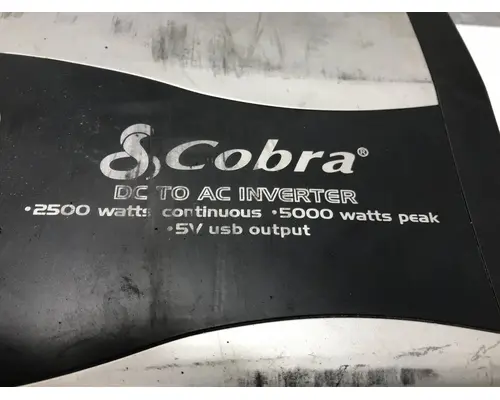 Cobra®
DC TO AC INVERTER
•2500 watts continuous •5000 watts peak
•5V usb output